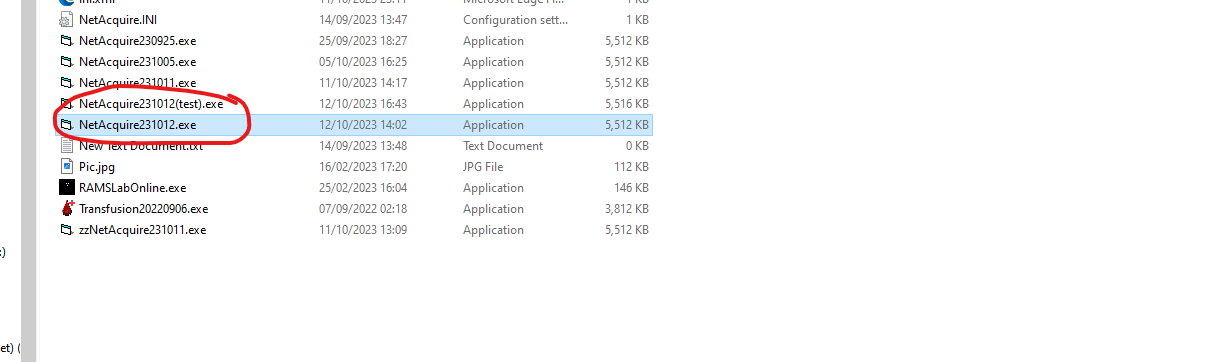 ini.xml 11/10/2023 23:11 Microsoft Edge H... 1 KB
NetAcquire.INI 14/09/2023 13:47 Configuration sett... 1 KB
NetAcquire230925.exe 25/09/2023 18:27 Application 5,512 KB
NetAcquire231005.exe 05/10/2023 16:25 Application 5,512 KB
NetAcquire231011.exe 11/10/2023 14:17 Application 5,512 KB
NetAcquire231012(test).exe 12/10/2023 16:43 Application 5,516 KB
NetAcquire231012.exe 12/10/2023 14:02 Application 5,512 KB
New Text Document.txt 14/09/2023 13:48 Text Document 0 KB
Pic.jpg 16/02/2023 17:20 JPG File 112 KB
RAMSLabOnline.exe 25/02/2023 16:04 Application 146 KB
Transfusion20220906.exe 07/09/2022 02:18 Application 3,812 KB
zzNetAcquire231011.exe 11/10/2023 13:09 Application 5,512 KB
:)
et) (